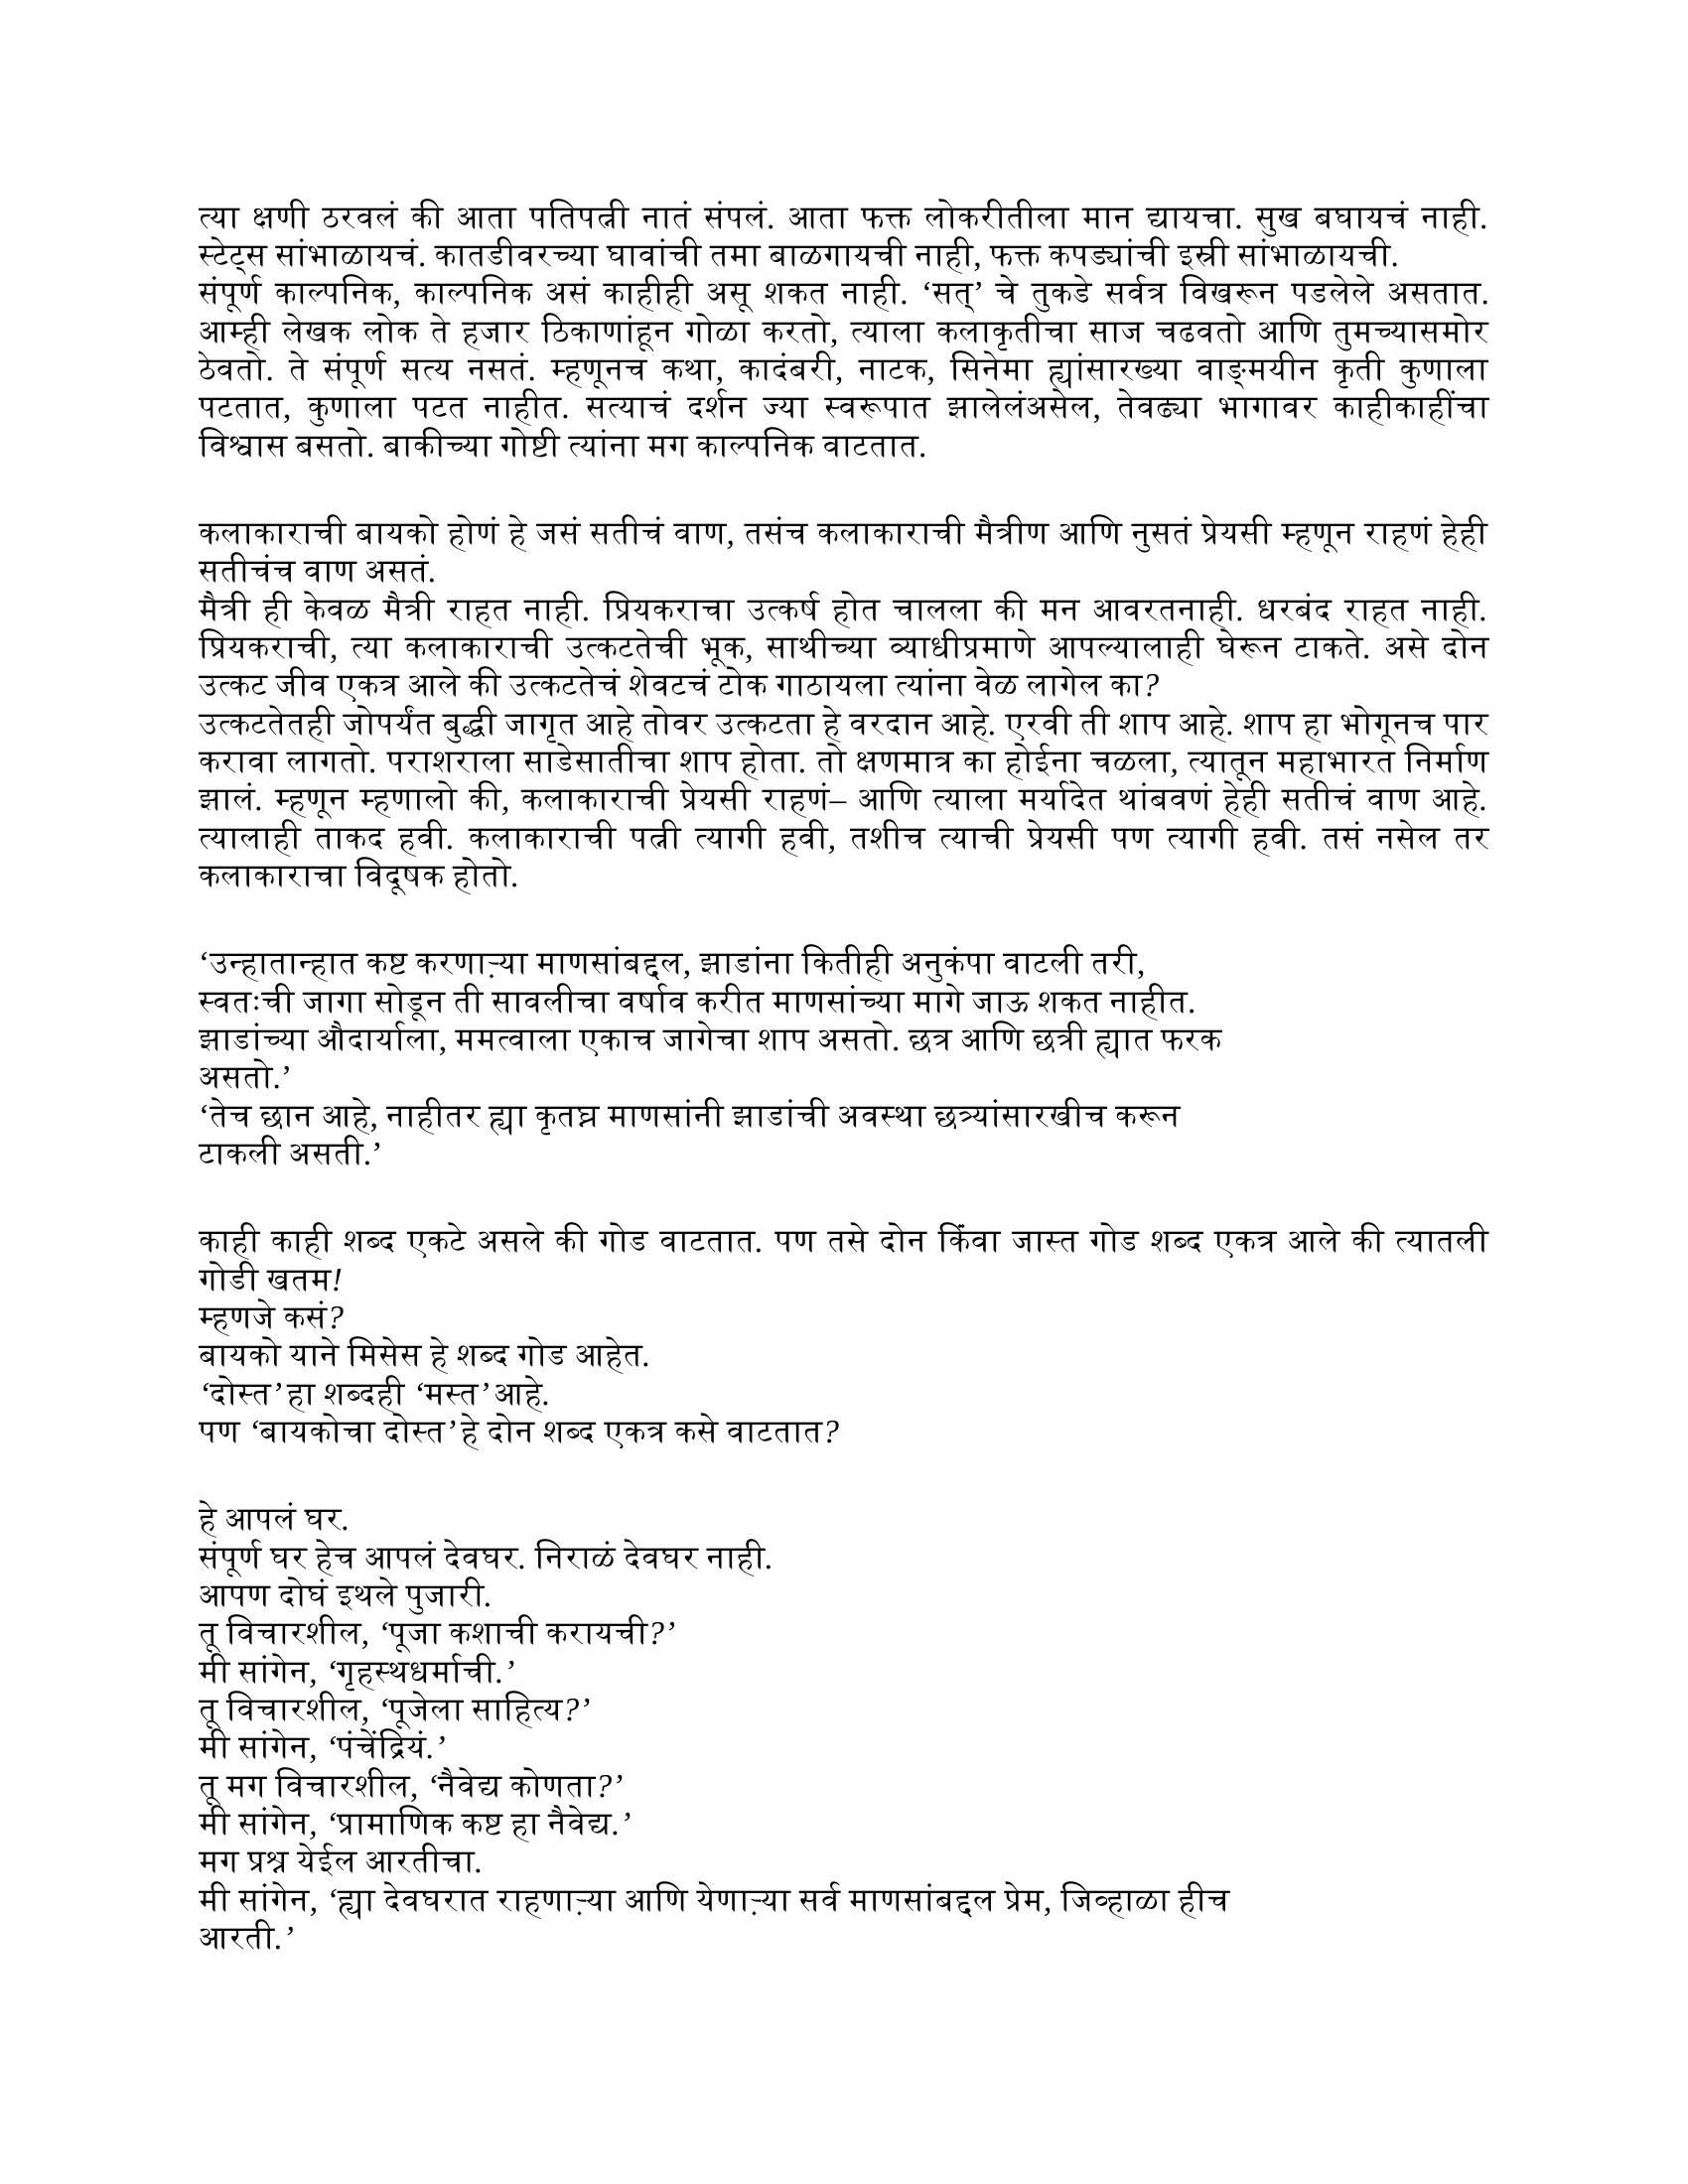 त्या क्षणी ठरवलं की आता पतिपत्नी नातं संपलं. आता फक्त लोकरीतीला मान द्यायचा. सुख बघायचं नाही.
स्टेट्स सांभाळायचं. कातडीवरच्या घावांची तमा बाळगायची नाही, फक्त कपड्यांची इस्री सांभाळायची.
संपूर्ण काल्पनिक, काल्पनिक असं काहीही असू शकत नाही. ‘सत्’ चे तुकडे सर्वत्र विखरून पडलेले असतात.
आम्ही लेखक लोक ते हजार ठिकाणांहून गोळा करतो, त्याला कलाकृतीचा साज चढवतो आणि तुमच्यासमोर
ठेवतो. ते संपूर्ण सत्य नसतं. म्हणूनच कथा, कादंबरी, नाटक, सिनेमा ह्यांसारख्या वाङ्मयीन कृती कुणाला
पटतात, कुणाला पटत नाहीत. सत्याचं दर्शन ज्या स्वरूपात झालेलंअसेल, तेवढ्या भागावर काहीकाहींचा
विश्वास बसतो. बाकीच्या गोष्टी त्यांना मग काल्पनिक वाटतात.
कलाकाराची बायको होणं हे जसं सतीचं वाण, तसंच कलाकाराची मैत्रीण आणि नुसतं प्रेयसी म्हणून राहणं हेही
सतीचंच वाण असतं.
मैत्री ही केवळ मैत्री राहत नाही. प्रियकराचा उत्कर्ष होत चालला की मन आवरतनाही. धरबंद राहत नाही.
प्रियकराची, त्या कलाकाराची उत्कटतेची भूक, साथीच्या व्याधीप्रमाणे आपल्यालाही घेरून टाकते. असे दोन
उत्कट जीव एकत्र आले की उत्कटतेचं शेवटचं टोक गाठायला त्यांना वेळ लागेल का?
उत्कटतेतही जोपर्यंत बुद्धी जागृत आहे तोवर उत्कटता हे वरदान आहे. एरवी ती शाप आहे. शाप हा भोगूनच पार
करावा लागतो. पराशराला साडेसातीचा शाप होता. तो क्षणमात्र का होईना चळला, त्यातून महाभारत निर्माण
झालं. म्हणून म्हणालो की, कलाकाराची प्रेयसी राहणं– आणि त्याला मर्यादेत थांबवणं हेही सतीचं वाण आहे.
त्यालाही ताकद हवी. कलाकाराची पत्नी त्यागी हवी, तशीच त्याची प्रेयसी पण त्यागी हवी. तसं नसेल तर
कलाकाराचा विदूषक होतो.
‘उन्हातान्हात कष्ट करणाऱ्या माणसांबद्दल, झाडांना कितीही अनुकंपा वाटली तरी,
स्वतःची जागा सोडून ती सावलीचा वर्षाव करीत माणसांच्या मागे जाऊ शकत नाहीत.
झाडांच्या औदार्याला, ममत्वाला एकाच जागेचा शाप असतो. छत्र आणि छत्री ह्यात फरक
असतो.’
‘तेच छान आहे, नाहीतर ह्या कृतघ्न माणसांनी झाडांची अवस्था छत्र्यांसारखीच करून
टाकली असती.’
काही काही शब्द एकटे असले की गोड वाटतात. पण तसे दोन किंवा जास्त गोड शब्द एकत्र आले की त्यातली
गोडी खतम!
म्हणजे कसं?
बायको याने मिसेस हे शब्द गोड आहेत.
‘दोस्त’हा शब्दही ‘मस्त’आहे.
पण ‘बायकोचा दोस्त’हे दोन शब्द एकत्र कसे वाटतात?
हे आपलं घर.
संपूर्ण घर हेच आपलं देवघर. निराळं देवघर नाही.
आपण दोघं इथले पुजारी.
तू विचारशील, ‘पूजा कशाची करायची?’
मी सांगेन, ‘गृहस्थधर्माची.’
तू विचारशील, ‘पूजेला साहित्य?’
मी सांगेन, ‘पंचेंद्रियं.’
तू मग विचारशील, ‘नैवेद्य कोणता?’
मी सांगेन, ‘प्रामाणिक कष्ट हा नैवेद्य.’
मग प्रश्न येईल आरतीचा.
मी सांगेन, ‘ह्या देवघरात राहणाऱ्या आणि येणाऱ्या सर्व माणसांबद्दल प्रेम, जिव्हाळा हीच
आरती.’